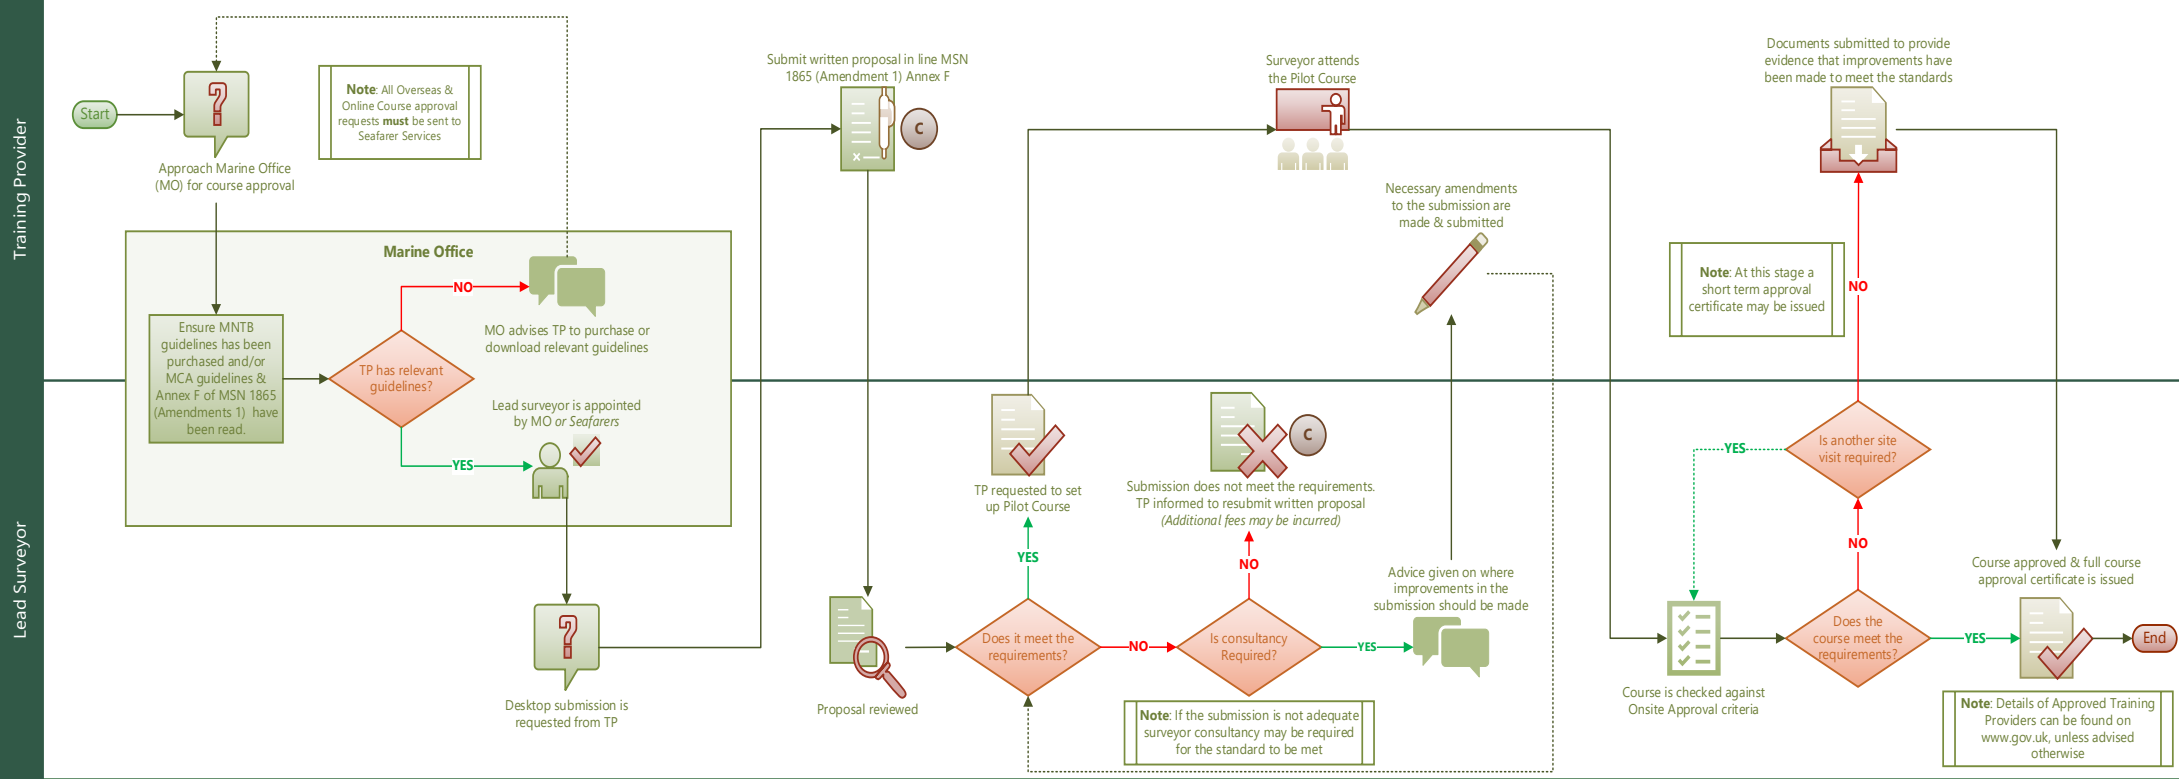 Training Provider
Lead Surveyor
Start
Approach Marine Office
(MO) for course approval
Note: All Overseas &
Online Course approval
requests must be sent to
Seafarer Services
Marine Office
Ensure MNTB
guidelines has been
purchased and/or
MCA guidelines &
Annex F of MSN 1865
(Amendments 1) have
been read.
TP has relevant
guidelines?
NO
MO advises TP to purchase or
download relevant guidelines
YES
Lead surveyor is appointed
by MO or Seafarers
Desktop submission is
requested from TP
Submit written proposal in line MSN
1865 (Amendment 1) Annex F
X
C
Proposal reviewed
Does it meet the
requirements?
YES
TP requested to set
up Pilot Course
NO
Is consultancy
Required?
NO
Submission does not meet the requirements.
TP informed to resubmit written proposal
(Additional fees may be incurred)
C
Note: If the submission is not adequate
surveyor consultancy may be required
for the standard to be met
YES
Advice given on where
improvements in the
submission should be made
Necessary amendments
to the submission are
made & submitted
Surveyor attends
the Pilot Course
Course is checked against
Onsite Approval criteria
Does the
course meet the
requirements?
NO
Is another site
visit required?
YES
NO
Note: At this stage a
short term approval
certificate may be issued
Documents submitted to provide
evidence that improvements have
been made to meet the standards
YES
Course approved & full course
approval certificate is issued
End
Note: Details of Approved Training
Providers can be found on
www.gov.uk, unless advised
otherwise